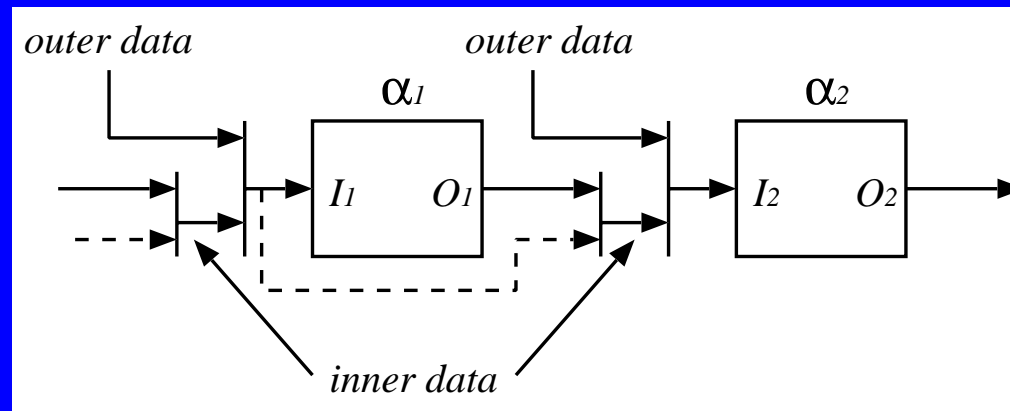 outer data outer data
α1 α2
I1 O1 I2 O2
inner data